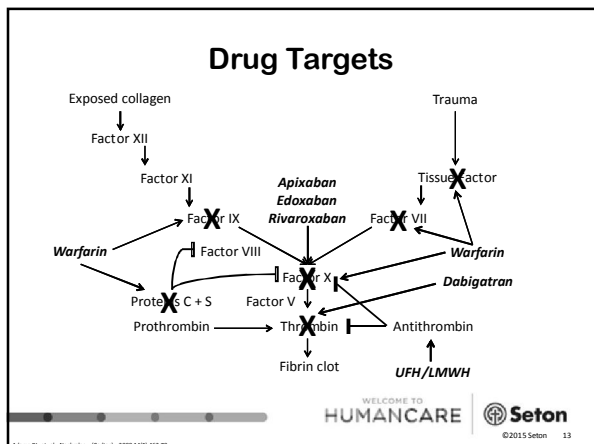 Drug Targets
Exposed collagen
Trauma
Factor XII
Factor XI
Tissue Factor
Apixaban
Edoxaban
Rivaroxaban
Factor IX
Factor VII
Warfarin
Factor VIII
Warfarin
Factor X
Dabigatran
Proteins C + S
Factor V
Prothrombin
Thrombin
Antithrombin
Fibrin clot
UFH/LMWH
WELCOME TO
HUMANCARE
Seton
©2015 Seton 13